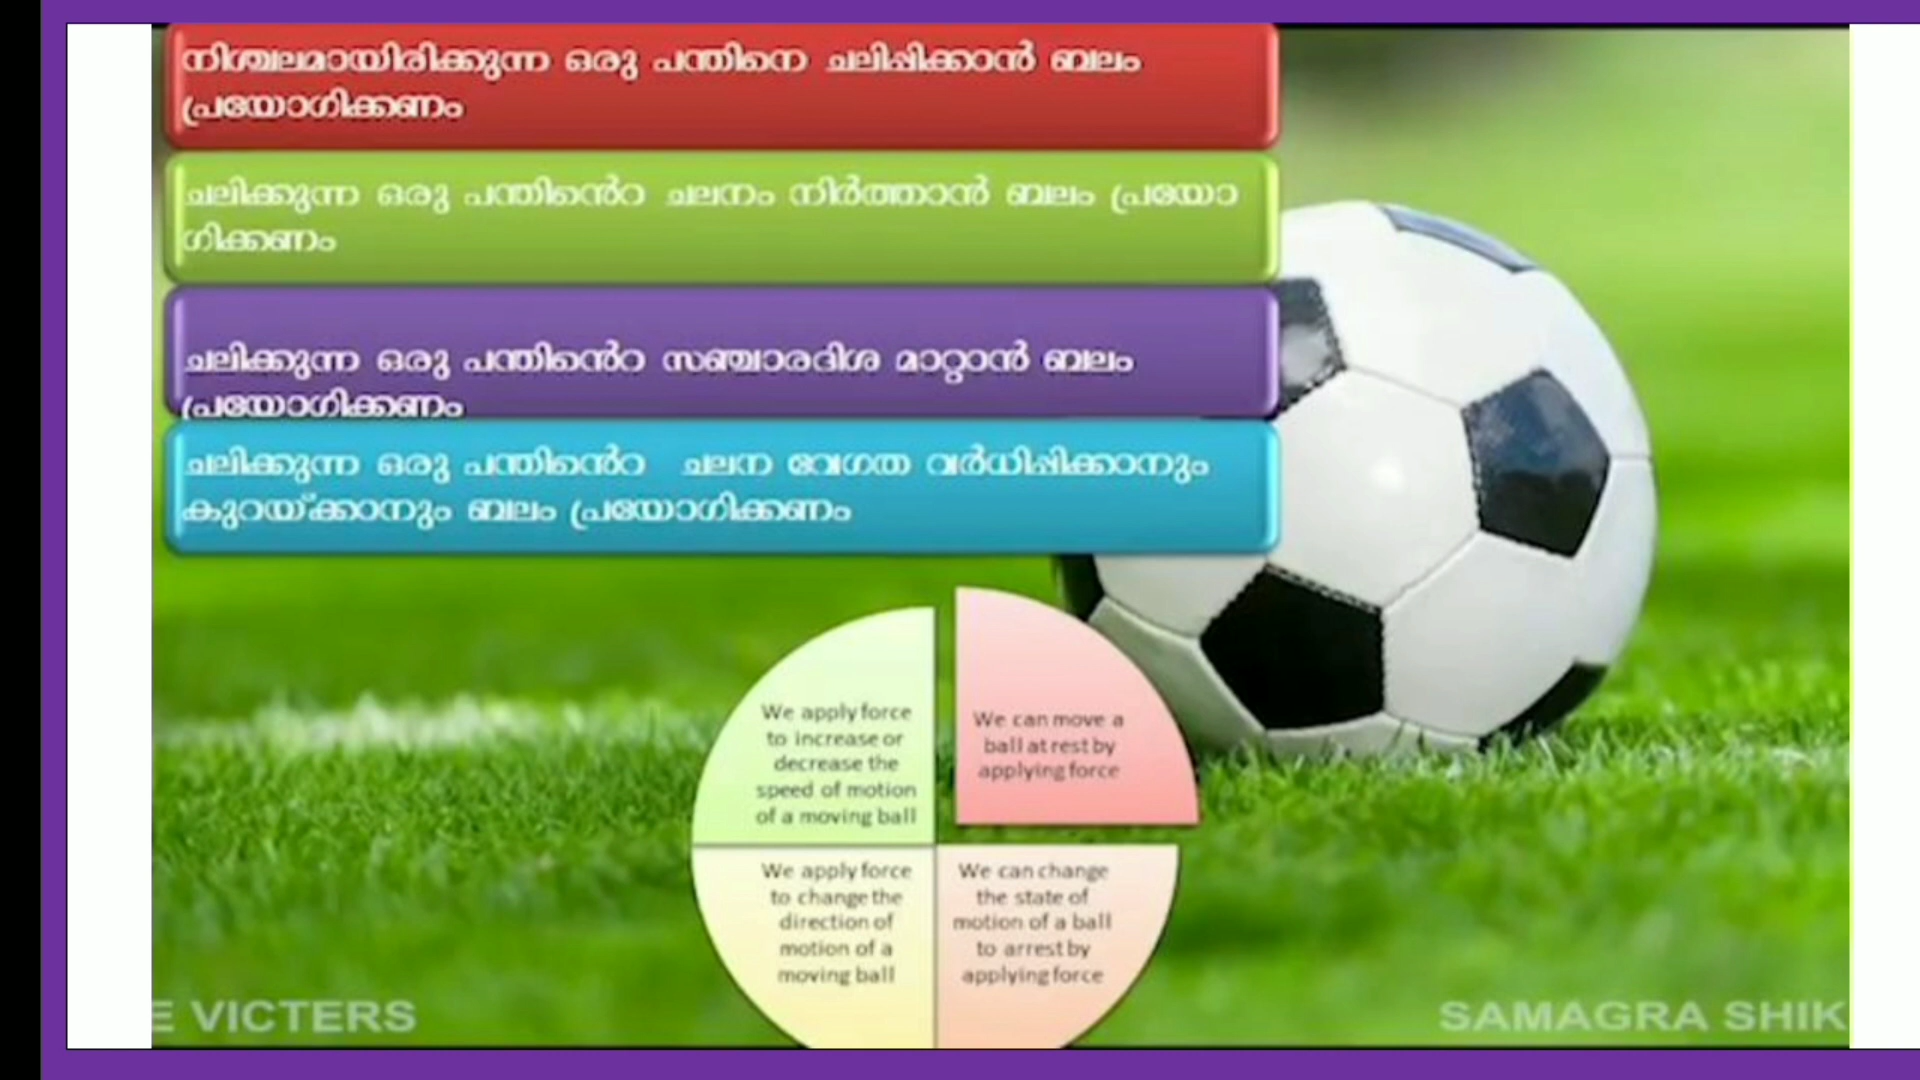 നിശ്ചലമായിരിക്കുന്ന ഒരു പന്തിനെ ചലിപ്പിക്കാൻ ബലം
പ്രയോഗിക്കണം
ചലിക്കുന്ന ഒരു പന്തിൻെറ ചലനം നിർത്താൻ ബലം പ്രയോ
ഗിക്കണം
ചലിക്കുന്ന ഒരു പന്തിൻെറ സഞ്ചാരദിശ മാറ്റാൻ ബലം
പ്രയോഗിക്കണം
ചലിക്കുന്ന ഒരു പന്തിൻെറ ചലന വേഗത വർധിപ്പിക്കാനും
കുറയ്ക്കാനും ബലം പ്രയോഗിക്കണം
We apply force
to increase or
decrease the
speed of motion
of a moving ball
We can move a
ball at rest by
applying force
We apply force
to change the
direction of
motion of a
moving ball
We can change
the state of
motion of a ball
to arrest by
applying force
E VICTERS
SAMAGRA SHIK